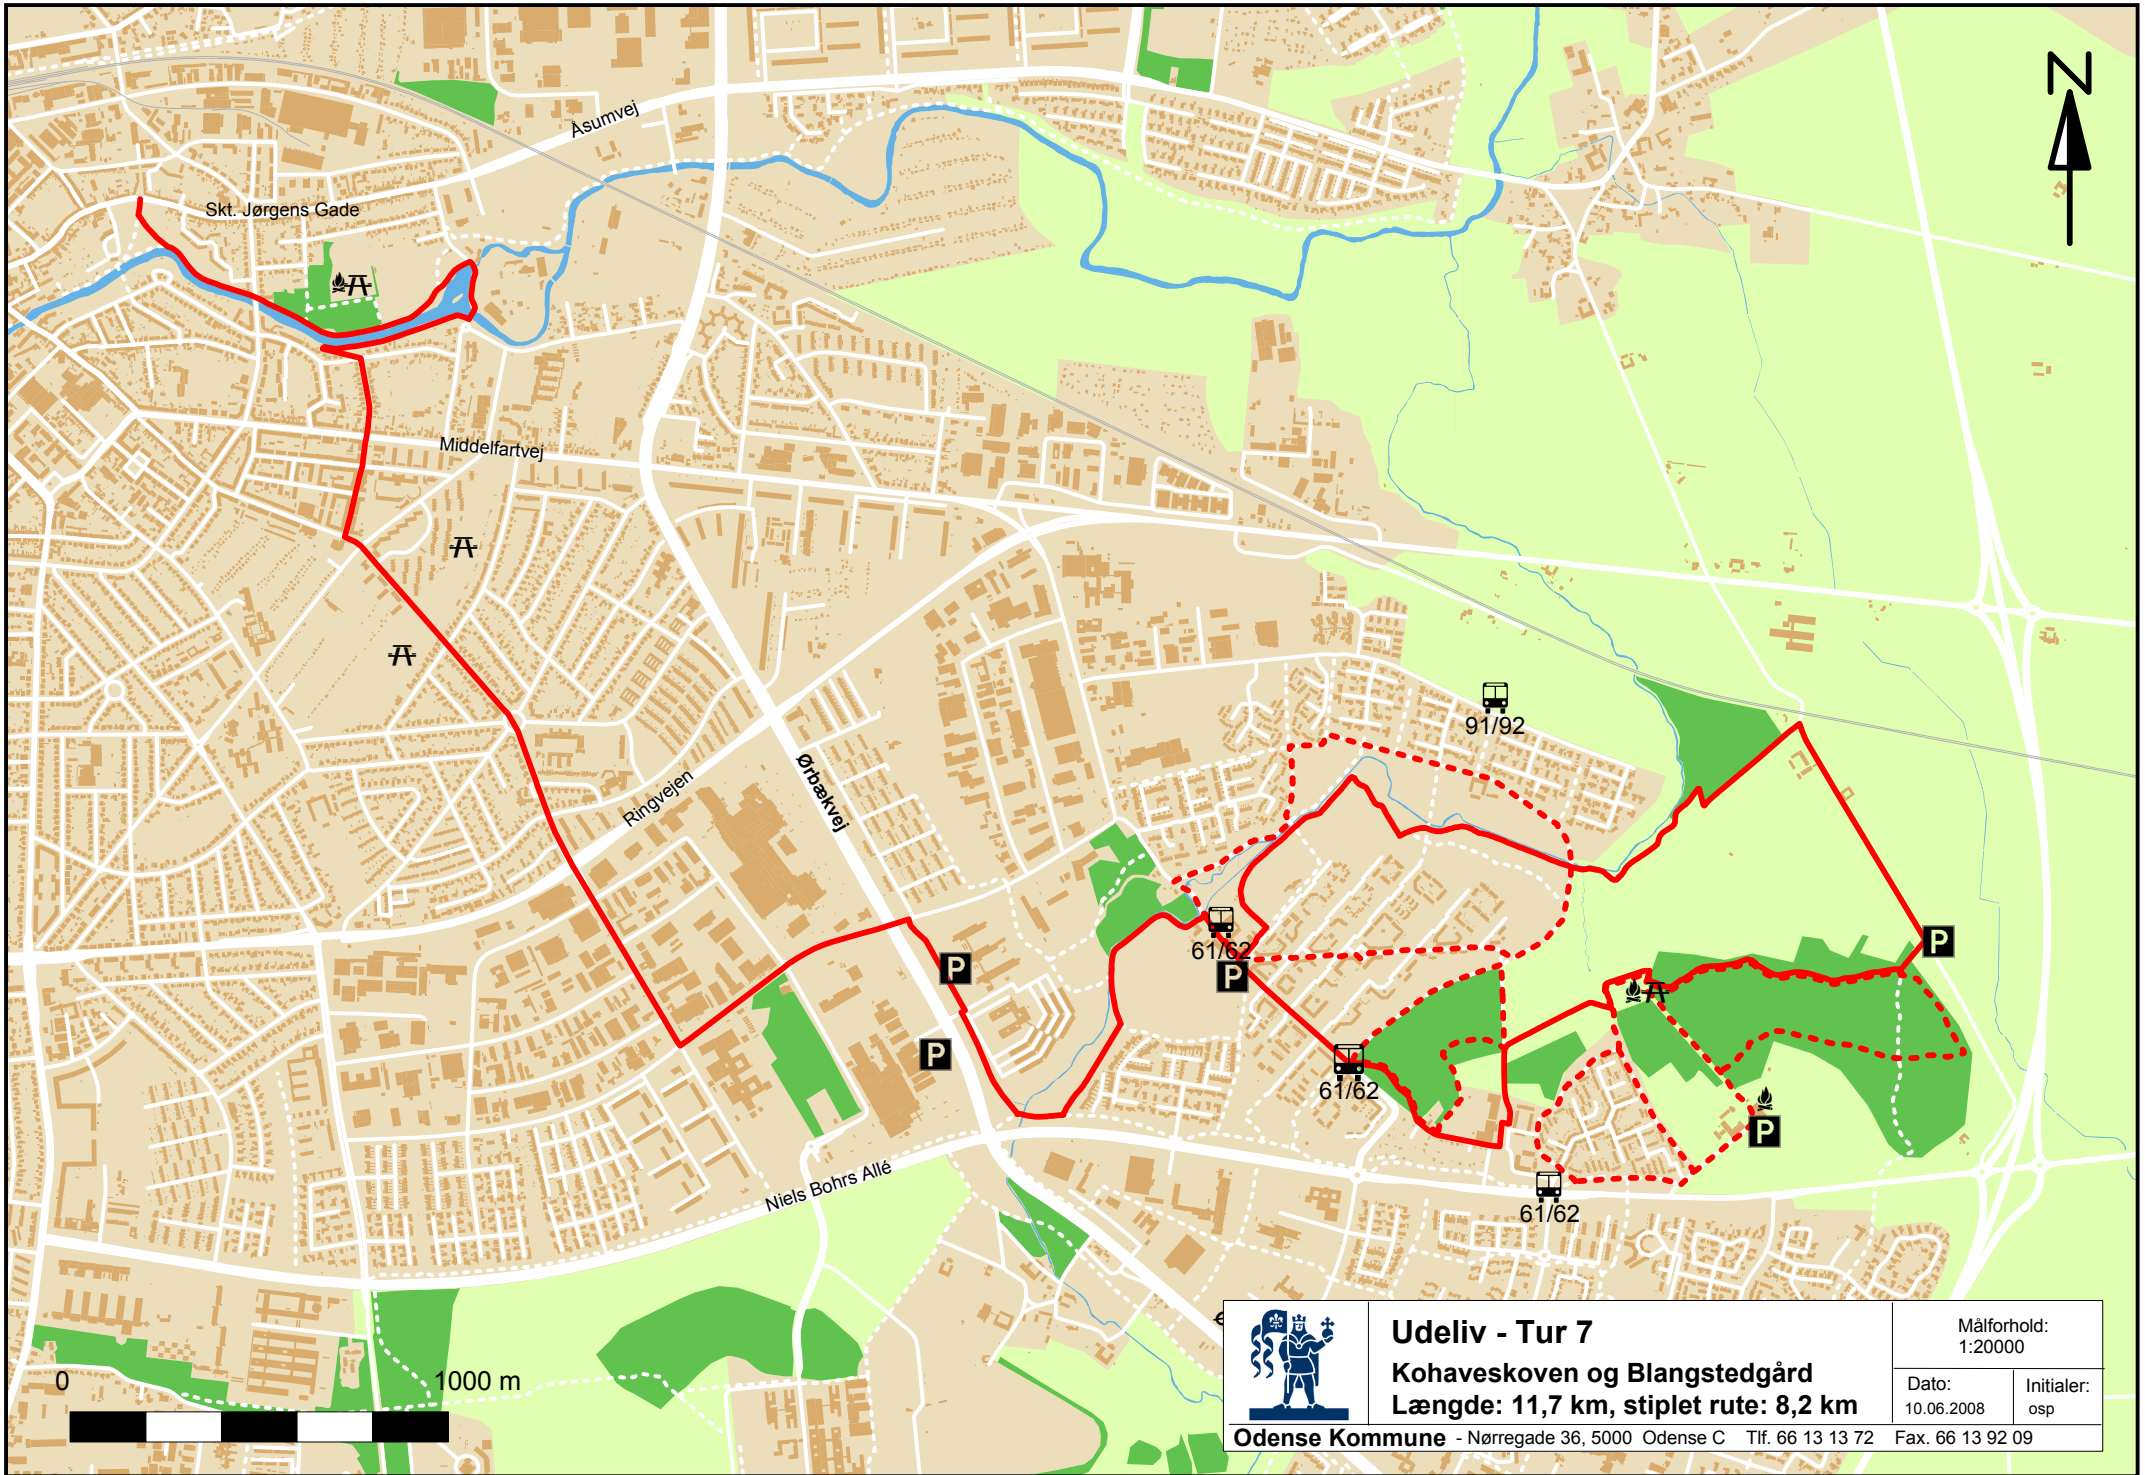 N
Åsumvej
Skt. Jørgens Gade
Middelfartvej
91/92
Ørbækvej
Ringvejen
61/62
P
P
P
P
61/62
P
Niels Bohrs Allé
61/62
0
1000 m
Udeliv - Tur 7
Kohaveskoven og Blangstedgård
Længde: 11,7 km, stiplet rute: 8,2 km
Målforhold:
1:20000
Dato:
10.06.2008
Initialer:
osp
Odense Kommune - Nørregade 36, 5000 Odense C Tlf. 66 13 13 72 Fax. 66 13 92 09